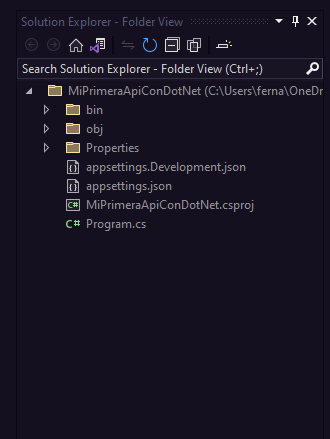 Solution Explorer - Folder View
Search Solution Explorer - Folder View (Ctrl+;)
MiPrimeraApiConDotNet (C:\Users\ferna\OneDr
bin
obj
Properties
appsettings.Development.json
appsettings.json
C# MiPrimeraApiConDotNet.csproj
C# Program.cs